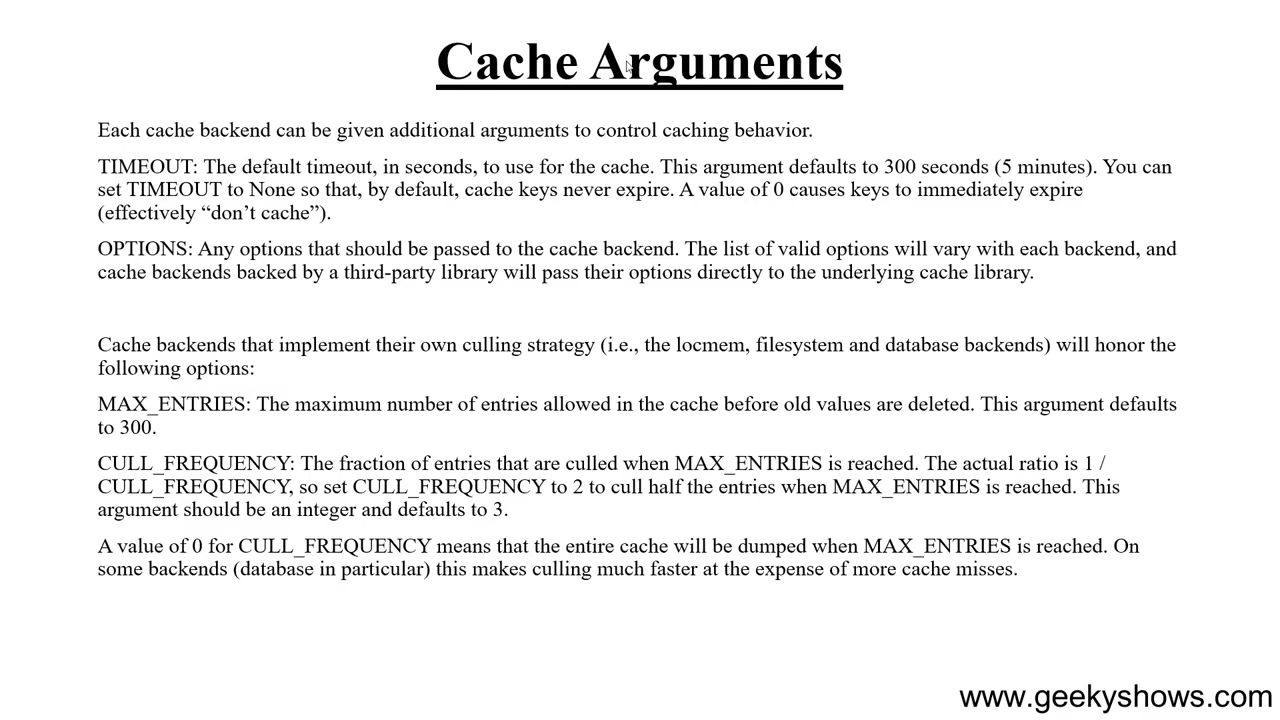 Cache Arguments
Each cache backend can be given additional arguments to control caching behavior.
TIMEOUT: The default timeout, in seconds, to use for the cache. This argument defaults to 300 seconds (5 minutes). You can
set TIMEOUT to None so that, by default, cache keys never expire. A value of 0 causes keys to immediately expire
(effectively “don’t cache”).
OPTIONS: Any options that should be passed to the cache backend. The list of valid options will vary with each backend, and
cache backends backed by a third-party library will pass their options directly to the underlying cache library.
Cache backends that implement their own culling strategy (i.e., the locmem, filesystem and database backends) will honor the
following options:
MAX_ENTRIES: The maximum number of entries allowed in the cache before old values are deleted. This argument defaults
to 300.
CULL_FREQUENCY: The fraction of entries that are culled when MAX_ENTRIES is reached. The actual ratio is 1 /
CULL_FREQUENCY, so set CULL_FREQUENCY to 2 to cull half the entries when MAX_ENTRIES is reached. This
argument should be an integer and defaults to 3.
A value of 0 for CULL_FREQUENCY means that the entire cache will be dumped when MAX_ENTRIES is reached. On
some backends (database in particular) this makes culling much faster at the expense of more cache misses.
www.geekyshows.com